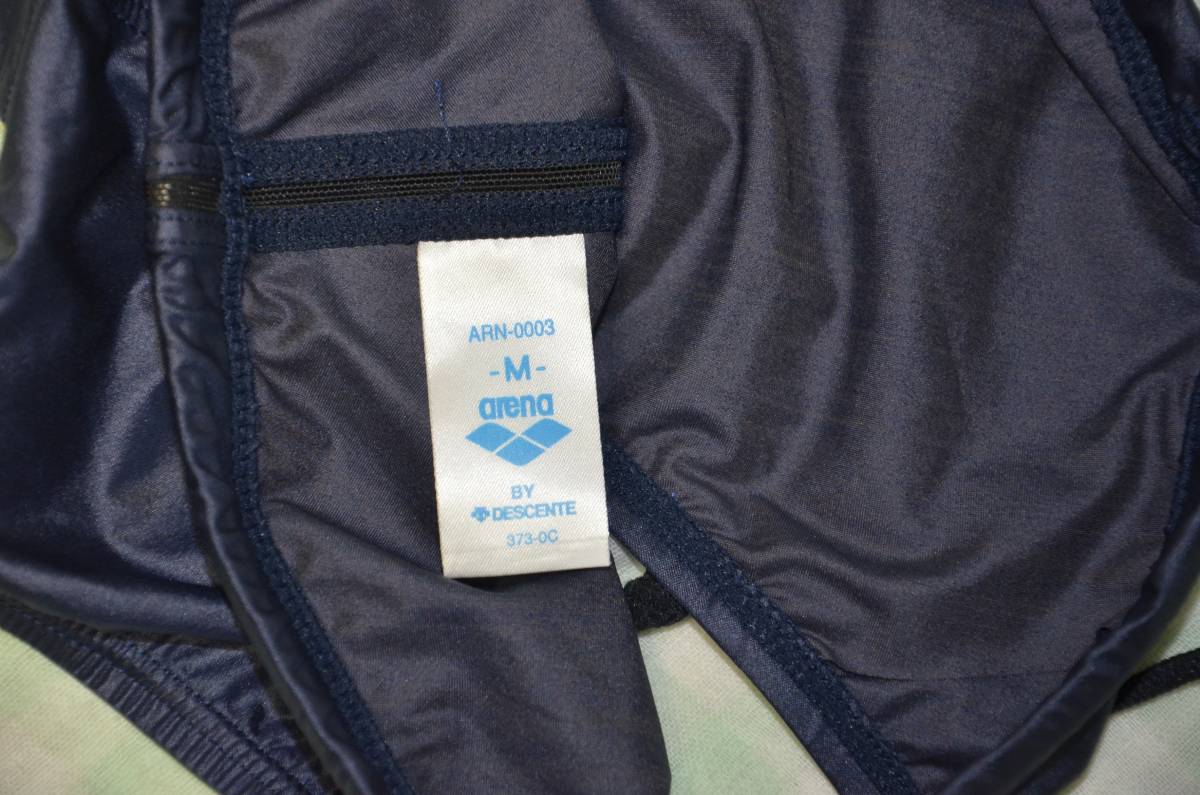 ARN-0003
-M-
arena
BY
DESCENTE
373-0C